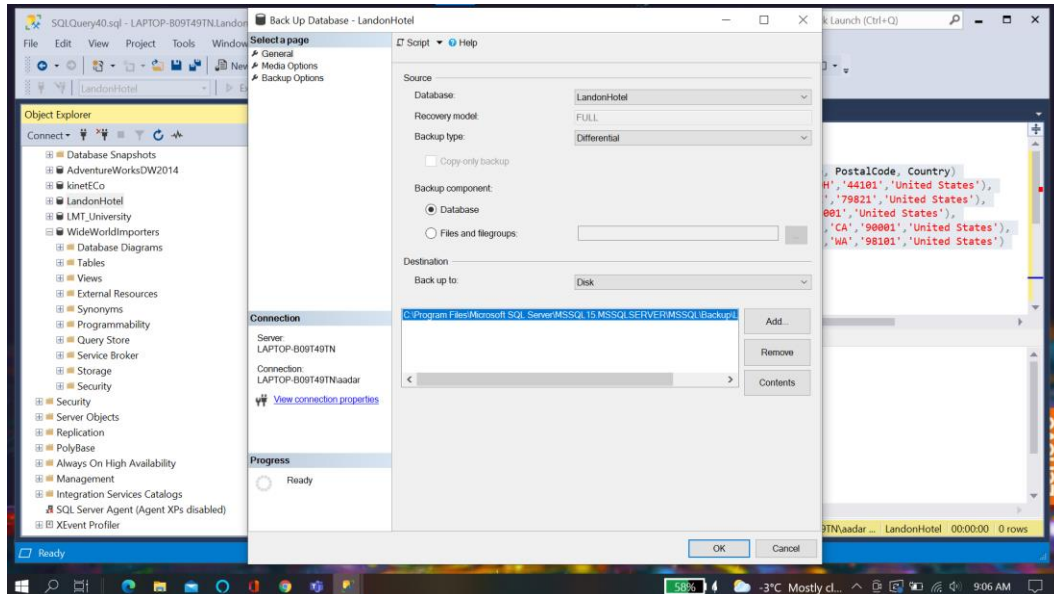 SQLQuery40.sql - LAPTOP-B09T49TN.Landon
k Launch (Ctrl+Q)
File Edit View Project Tools Window
New
LandonHotel
Object Explorer
Connect
Database Snapshots
AdventureWorksDW2014
kinetECo
LandonHotel
LMT_University
WideWorldImporters
Database Diagrams
Tables
Views
External Resources
Synonyms
Programmability
Query Store
Service Broker
Storage
Security
Security
Server Objects
Replication
PolyBase
Always On High Availability
Management
Integration Services Catalogs
SQL Server Agent (Agent XPs disabled)
XEvent Profiler
Back Up Database - LandonHotel
Select a page
General
Media Options
Backup Options
Connection
Server:
LAPTOP-B09T49TN
Connection:
LAPTOP-B09T49TN\aadar
View connection properties
Progress
Ready
Script Help
Source
Database: LandonHotel
Recovery model: FULL
Backup type: Differential
Copy-only backup
Backup component:
Database
Files and filegroups: ...
Destination
Back up to: Disk
C:\Program Files\Microsoft SQL Server\MSSQL15.MSSQLSERVER\MSSQL\Backup\L
Add...
Remove
Contents
OK Cancel
, PostalCode, Country)
H','44101','United States'),
','79821','United States'),
001','United States'),
,'CA','90001','United States'),
,'WA','98101','United States')
9TN\aadar ... LandonHotel 00:00:00 0 rows
Ready
58% -3°C Mostly cl... 9:06 AM